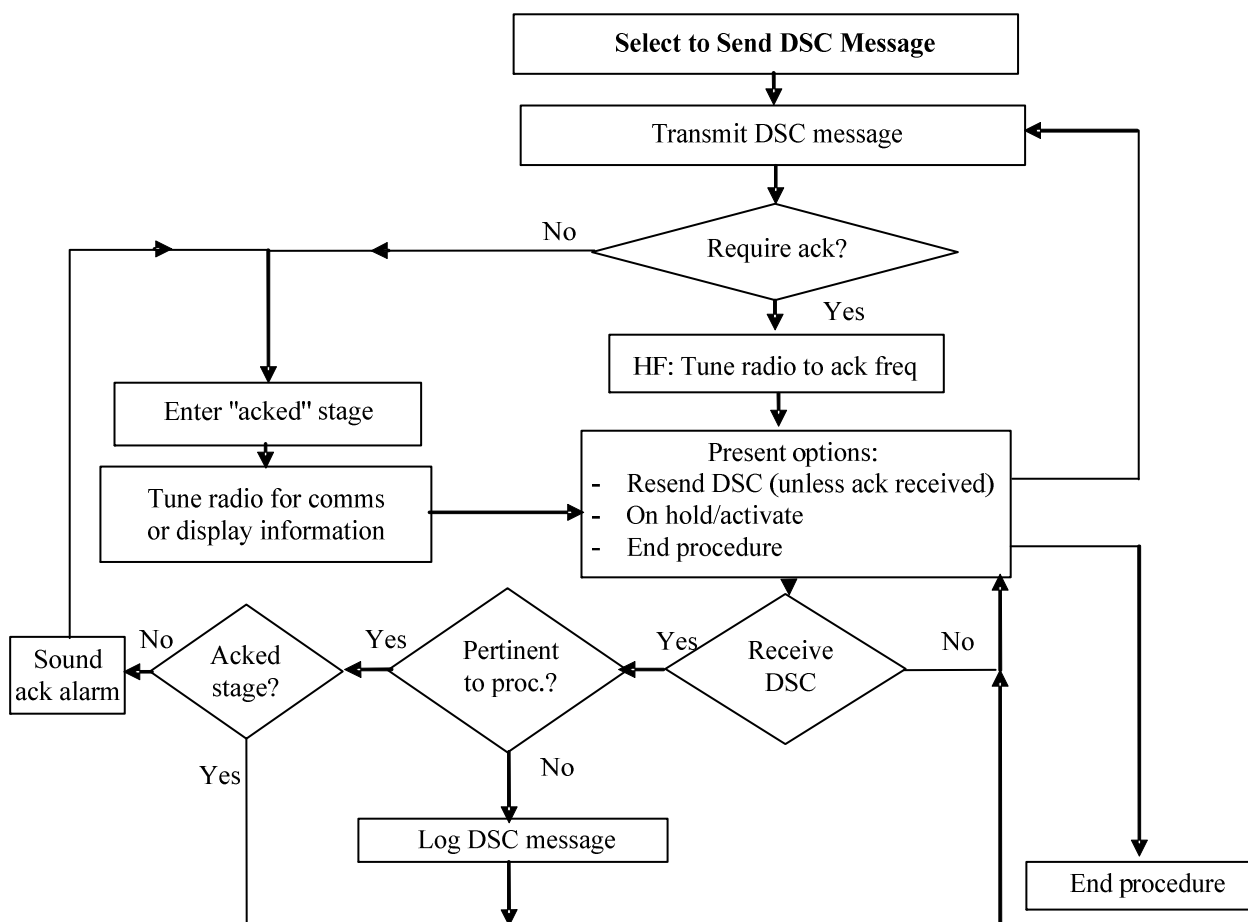 Select to Send DSC Message
Transmit DSC message
No
Require ack?
Yes
HF: Tune radio to ack freq
Enter "acked" stage
Tune radio for comms
or display information
Present options:
- Resend DSC (unless ack received)
- On hold/activate
- End procedure
No
Sound
ack alarm
Acked
stage?
Yes
Pertinent
to proc.?
Yes
Receive
DSC
No
Yes
No
Log DSC message
End procedure